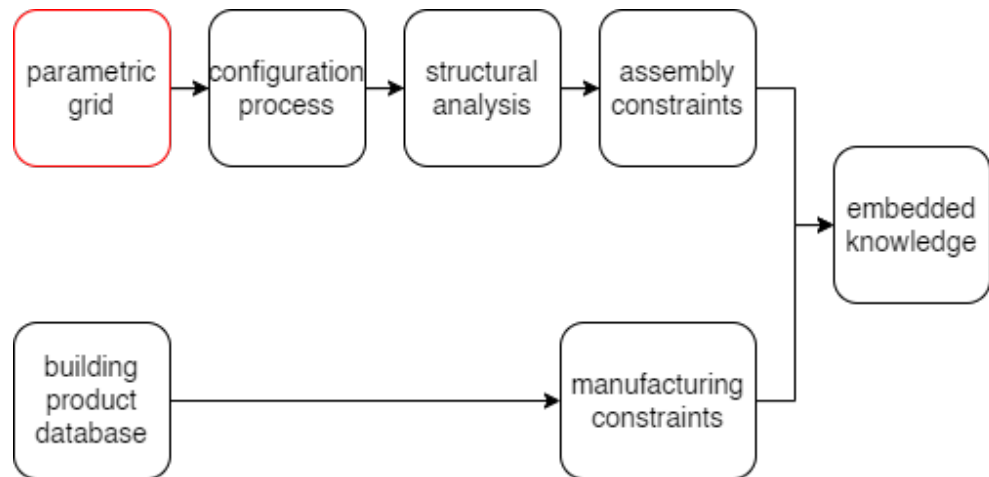 parametric
grid
configuration
process
structural
analysis
assembly
constraints
embedded
knowledge
building
product
database
manufacturing
constraints